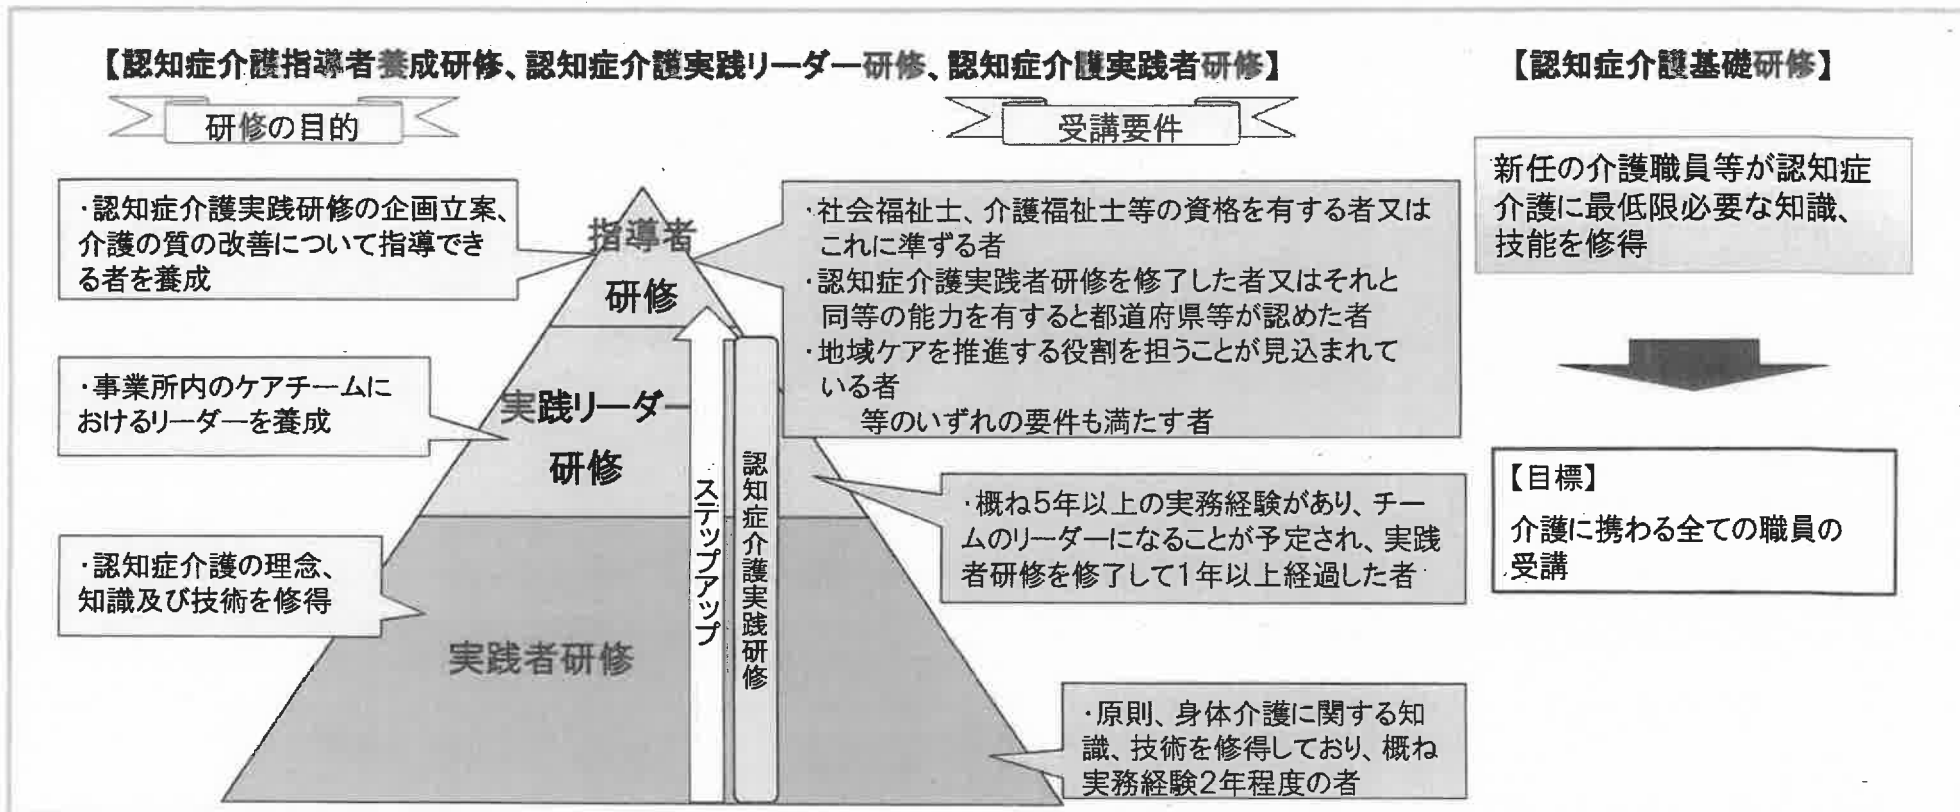 【認知症介護指導者養成研修、認知症介護実践リーダー研修、認知症介護実践者研修】
研修の目的
受講要件
・認知症介護実践研修の企画立案、
介護の質の改善について指導でき
る者を養成
指導者
研修
・社会福祉士、介護福祉士等の資格を有する者又は
これに準ずる者
・認知症介護実践者研修を修了した者又はそれと
同等の能力を有すると都道府県等が認めた者
・地域ケアを推進する役割を担うことが見込まれて
いる者
等のいずれの要件も満たす者
・事業所内のケアチームに
おけるリーダーを養成
実践リーダー
研修
ステップアップ
認知症介護実践研修
・概ね5年以上の実務経験があり、チー
ムのリーダーになることが予定され、実践
者研修を修了して1年以上経過した者
・認知症介護の理念、
知識及び技術を修得
実践者研修
・原則、身体介護に関する知
識、技術を修得しており、概ね
実務経験2年程度の者
【認知症介護基礎研修】
新任の介護職員等が認知症
介護に最低限必要な知識、
技能を修得
【目標】
介護に携わる全ての職員の
受講